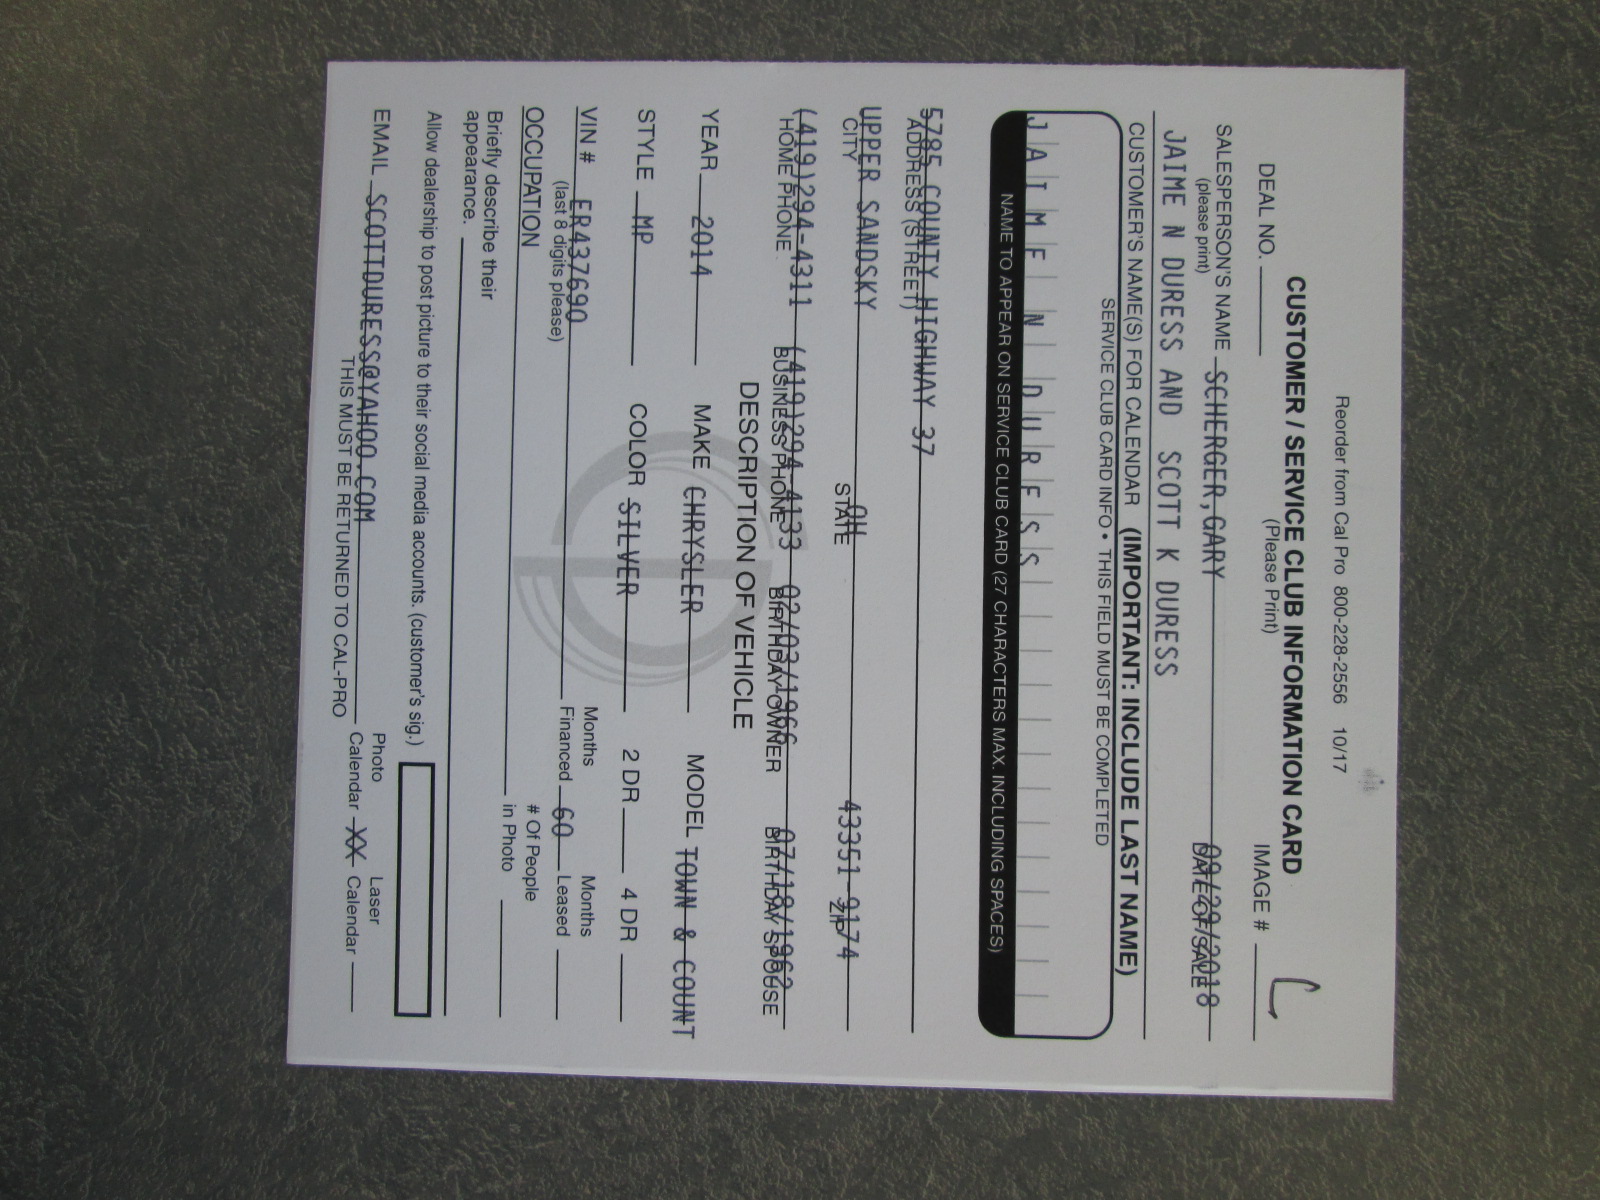 Reorder from Cal Pro 800-228-2556 10/17
CUSTOMER / SERVICE CLUB INFORMATION CARD
(Please Print)
DEAL NO. IMAGE #
SALESPERSON'S NAME SCHERGER, GARY 09/29/2018
(please print) DATE OF SALE
JAIME N DURESS AND SCOTT K DURESS
CUSTOMER'S NAME(S) FOR CALENDAR (IMPORTANT: INCLUDE LAST NAME)
SERVICE CLUB CARD INFO • THIS FIELD MUST BE COMPLETED
JAIME N DURESS
NAME TO APPEAR ON SERVICE CLUB CARD (27 CHARACTERS MAX. INCLUDING SPACES)
5785 COUNTY HIGHWAY 37
ADDRESS (STREET)
UPPER SANDSKY OH 43351-9174
CITY STATE ZIP
(419)294-4311 (419)294-4133 02/03/1966 07/19/1962
HOME PHONE BUSINESS PHONE BIRTHDAY OWNER BIRTHDAY SPOUSE
DESCRIPTION OF VEHICLE
YEAR 2014 MAKE CHRYSLER MODEL TOWN & COUNT
STYLE MP COLOR SILVER 2 DR 4 DR
VIN # ER437690 Months Financed 60 Months Leased
(last 8 digits please)
OCCUPATION # Of People in Photo
Briefly describe their
appearance.
Allow dealership to post picture to their social media accounts. (customer's sig.)
EMAIL SCOTTDURESS@YAHOO.COM Photo Calendar XX Laser Calendar
THIS MUST BE RETURNED TO CAL-PRO